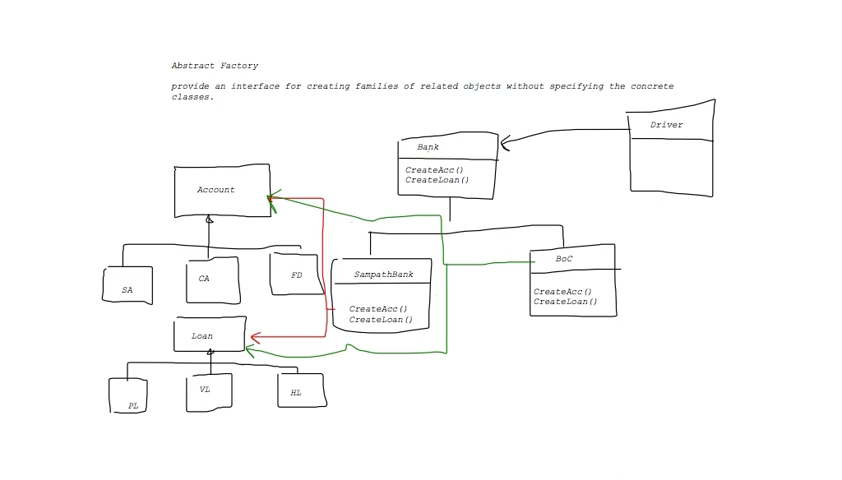 Abstract Factory
provide an interface for creating families of related objects without specifying the concrete
classes.
Driver
Bank
CreateAcc()
CreateLoan()
Account
BoC
CreateAcc()
CreateLoan()
SampathBank
CreateAcc()
CreateLoan()
SA
CA
FD
Loan
PL
VL
HL